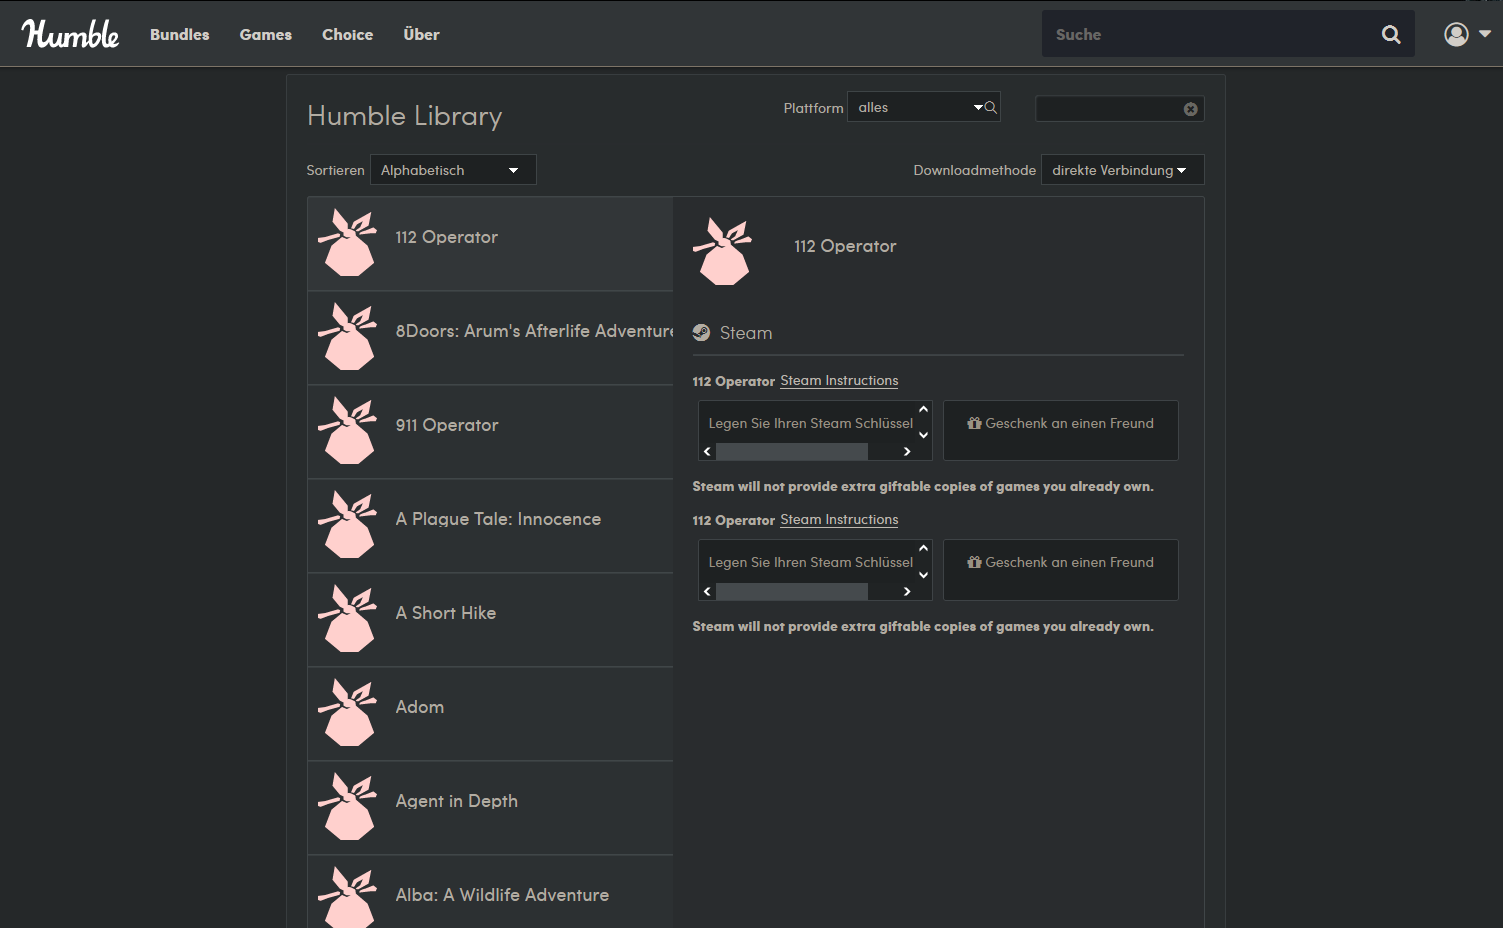 Humble
Bundles
Games
Choice
Über
Suche
Humble Library
Plattform
alles
Sortieren
Alphabetisch
Downloadmethode
direkte Verbindung
112 Operator
8Doors: Arum's Afterlife Adventure
911 Operator
A Plague Tale: Innocence
A Short Hike
Adom
Agent in Depth
Alba: A Wildlife Adventure
112 Operator
Steam
112 Operator Steam Instructions
Legen Sie Ihren Steam Schlüssel
Geschenk an einen Freund
Steam will not provide extra giftable copies of games you already own.
112 Operator Steam Instructions
Legen Sie Ihren Steam Schlüssel
Geschenk an einen Freund
Steam will not provide extra giftable copies of games you already own.